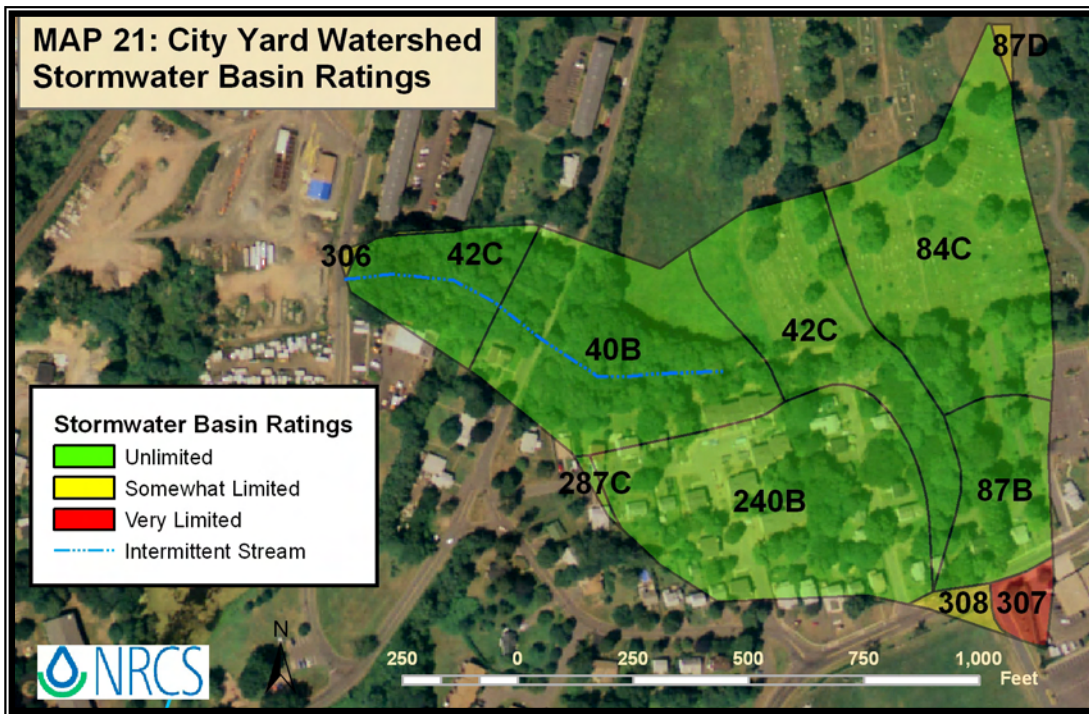 MAP 21: City Yard Watershed
Stormwater Basin Ratings
87D
84C
306
42C
40B
42C
287C
240B
87B
308
307
Stormwater Basin Ratings
Unlimited
Somewhat Limited
Very Limited
Intermittent Stream
NRCS
N
250 0 250 500 750 1,000
Feet